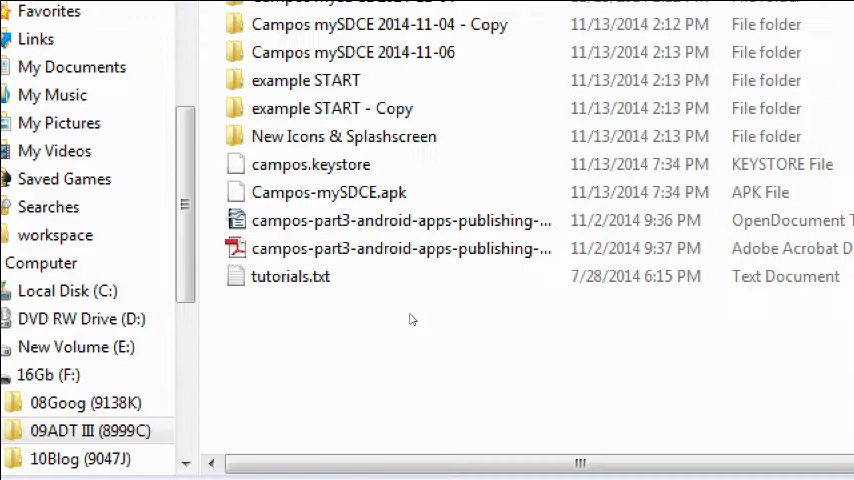 Favorites
Links
My Documents
My Music
My Pictures
My Videos
Saved Games
Searches
workspace
Computer
Local Disk (C:)
DVD RW Drive (D:)
New Volume (E:)
16Gb (F:)
08Goog (9138K)
09ADT III (8999C)
10Blog (9047J)
Campos mySDCE 2014-11-04 - Copy 11/13/2014 2:12 PM File folder
Campos mySDCE 2014-11-06 11/13/2014 2:13 PM File folder
example START 11/13/2014 2:13 PM File folder
example START - Copy 11/13/2014 2:13 PM File folder
New Icons & Splashscreen 11/13/2014 2:13 PM File folder
campos.keystore 11/13/2014 7:34 PM KEYSTORE File
Campos-mySDCE.apk 11/13/2014 7:34 PM APK File
campos-part3-android-apps-publishing-... 11/2/2014 9:36 PM OpenDocument T
campos-part3-android-apps-publishing-... 11/2/2014 9:37 PM Adobe Acrobat D
tutorials.txt 7/28/2014 6:15 PM Text Document